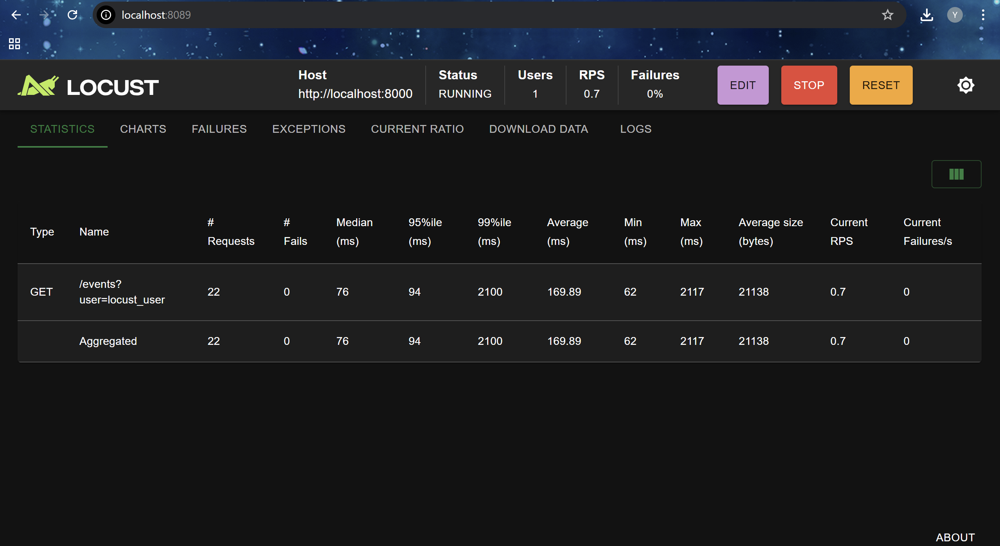 localhost:8089
Y
LOCUST
Host
http://localhost:8000
Status
RUNNING
Users
1
RPS
0.7
Failures
0%
EDIT
STOP
RESET
STATISTICS
CHARTS
FAILURES
EXCEPTIONS
CURRENT RATIO
DOWNLOAD DATA
LOGS
Type
Name
# Requests
# Fails
Median (ms)
95%ile (ms)
99%ile (ms)
Average (ms)
Min (ms)
Max (ms)
Average size (bytes)
Current RPS
Current Failures/s
GET
/events?
user=locust_user
22
0
76
94
2100
169.89
62
2117
21138
0.7
0
Aggregated
22
0
76
94
2100
169.89
62
2117
21138
0.7
0
ABOUT